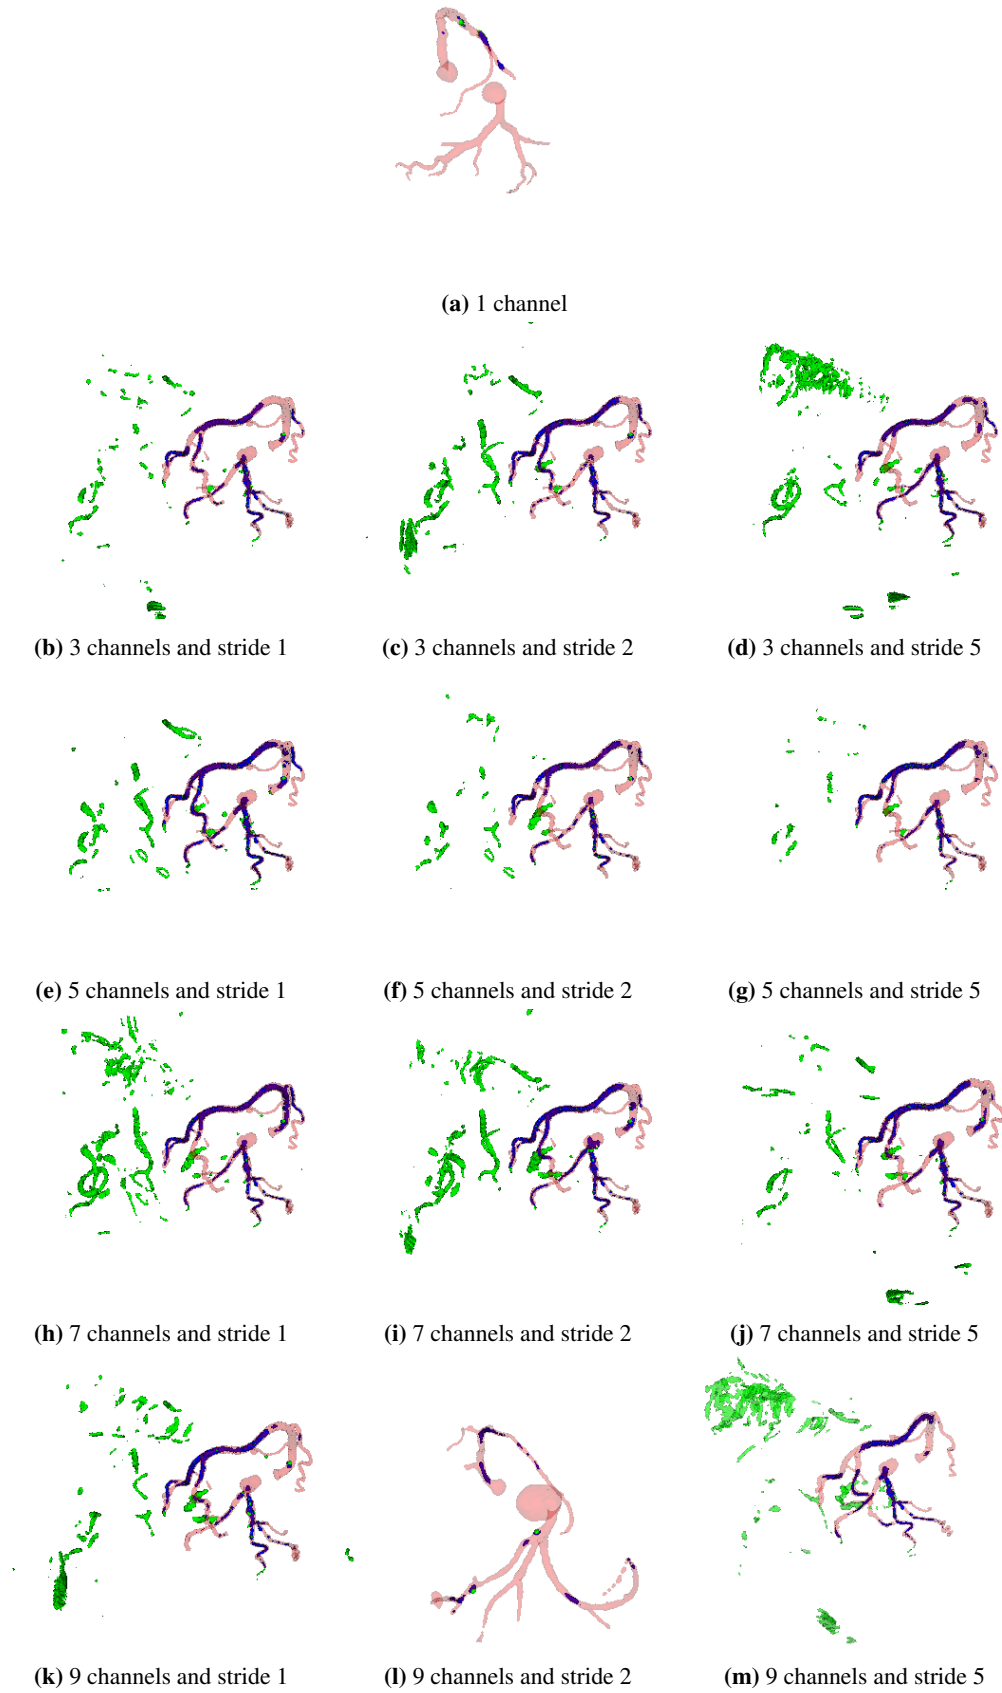 (a) 1 channel
(b) 3 channels and stride 1
(c) 3 channels and stride 2
(d) 3 channels and stride 5
(e) 5 channels and stride 1
(f) 5 channels and stride 2
(g) 5 channels and stride 5
(h) 7 channels and stride 1
(i) 7 channels and stride 2
(j) 7 channels and stride 5
(k) 9 channels and stride 1
(l) 9 channels and stride 2
(m) 9 channels and stride 5